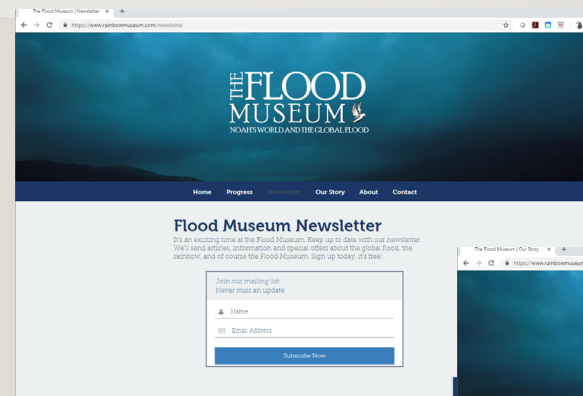 The Flood Museum | Newsletter
https://www.rainbowmuseum.com/newsletter
THE FLOOD
MUSEUM
NOAH'S WORLD AND THE GLOBAL FLOOD
Home Progress Newsletter Our Story About Contact
Flood Museum Newsletter
It's an exciting time at the Flood Museum. Keep up to date with our newsletter.
We'll send articles, information and special offers about the global flood, the
rainbow, and of course the Flood Museum. Sign up today, it's free!
Join our mailing list
Never miss an update
Name
Email Address
Subscribe Now
The Flood Museum | Our Story
https://www.rainbowmuseum